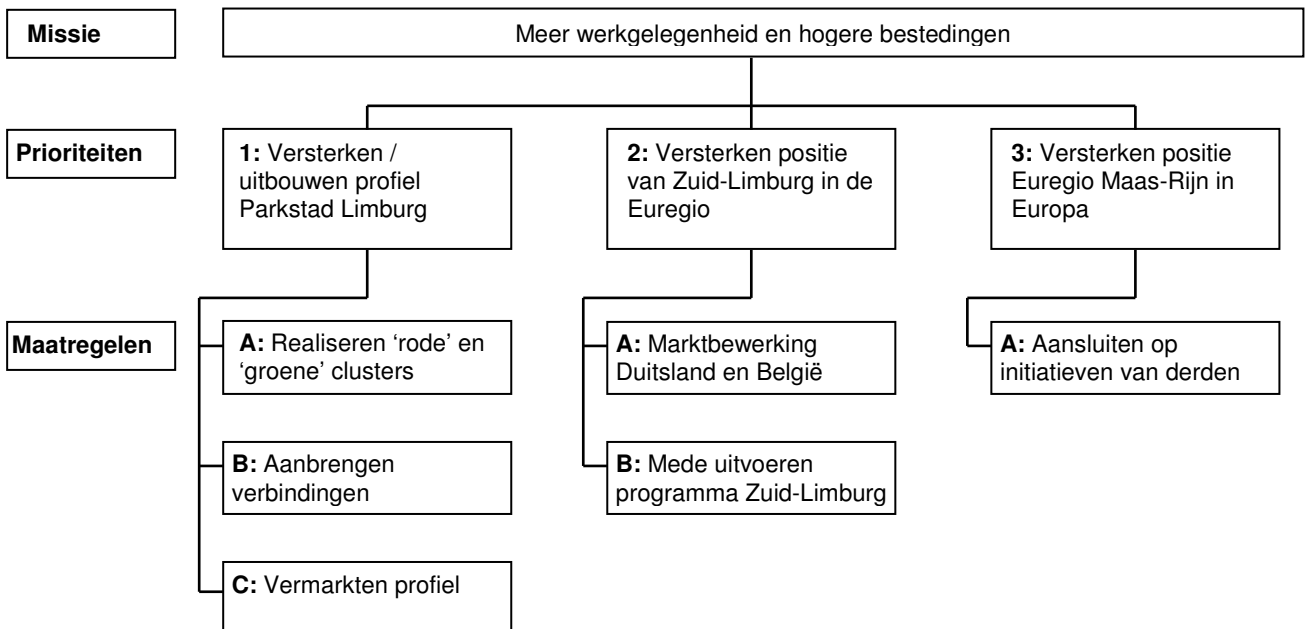 Missie
Meer werkgelegenheid en hogere bestedingen
Prioriteiten
1: Versterken /
uitbouwen profiel
Parkstad Limburg
2: Versterken positie
van Zuid-Limburg in de
Euregio
3: Versterken positie
Euregio Maas-Rijn in
Europa
Maatregelen
A: Realiseren ‘rode’ en
‘groene’ clusters
A: Marktbewerking
Duitsland en België
A: Aansluiten op
initiatieven van derden
B: Aanbrengen
verbindingen
B: Mede uitvoeren
programma Zuid-Limburg
C: Vermarkten profiel